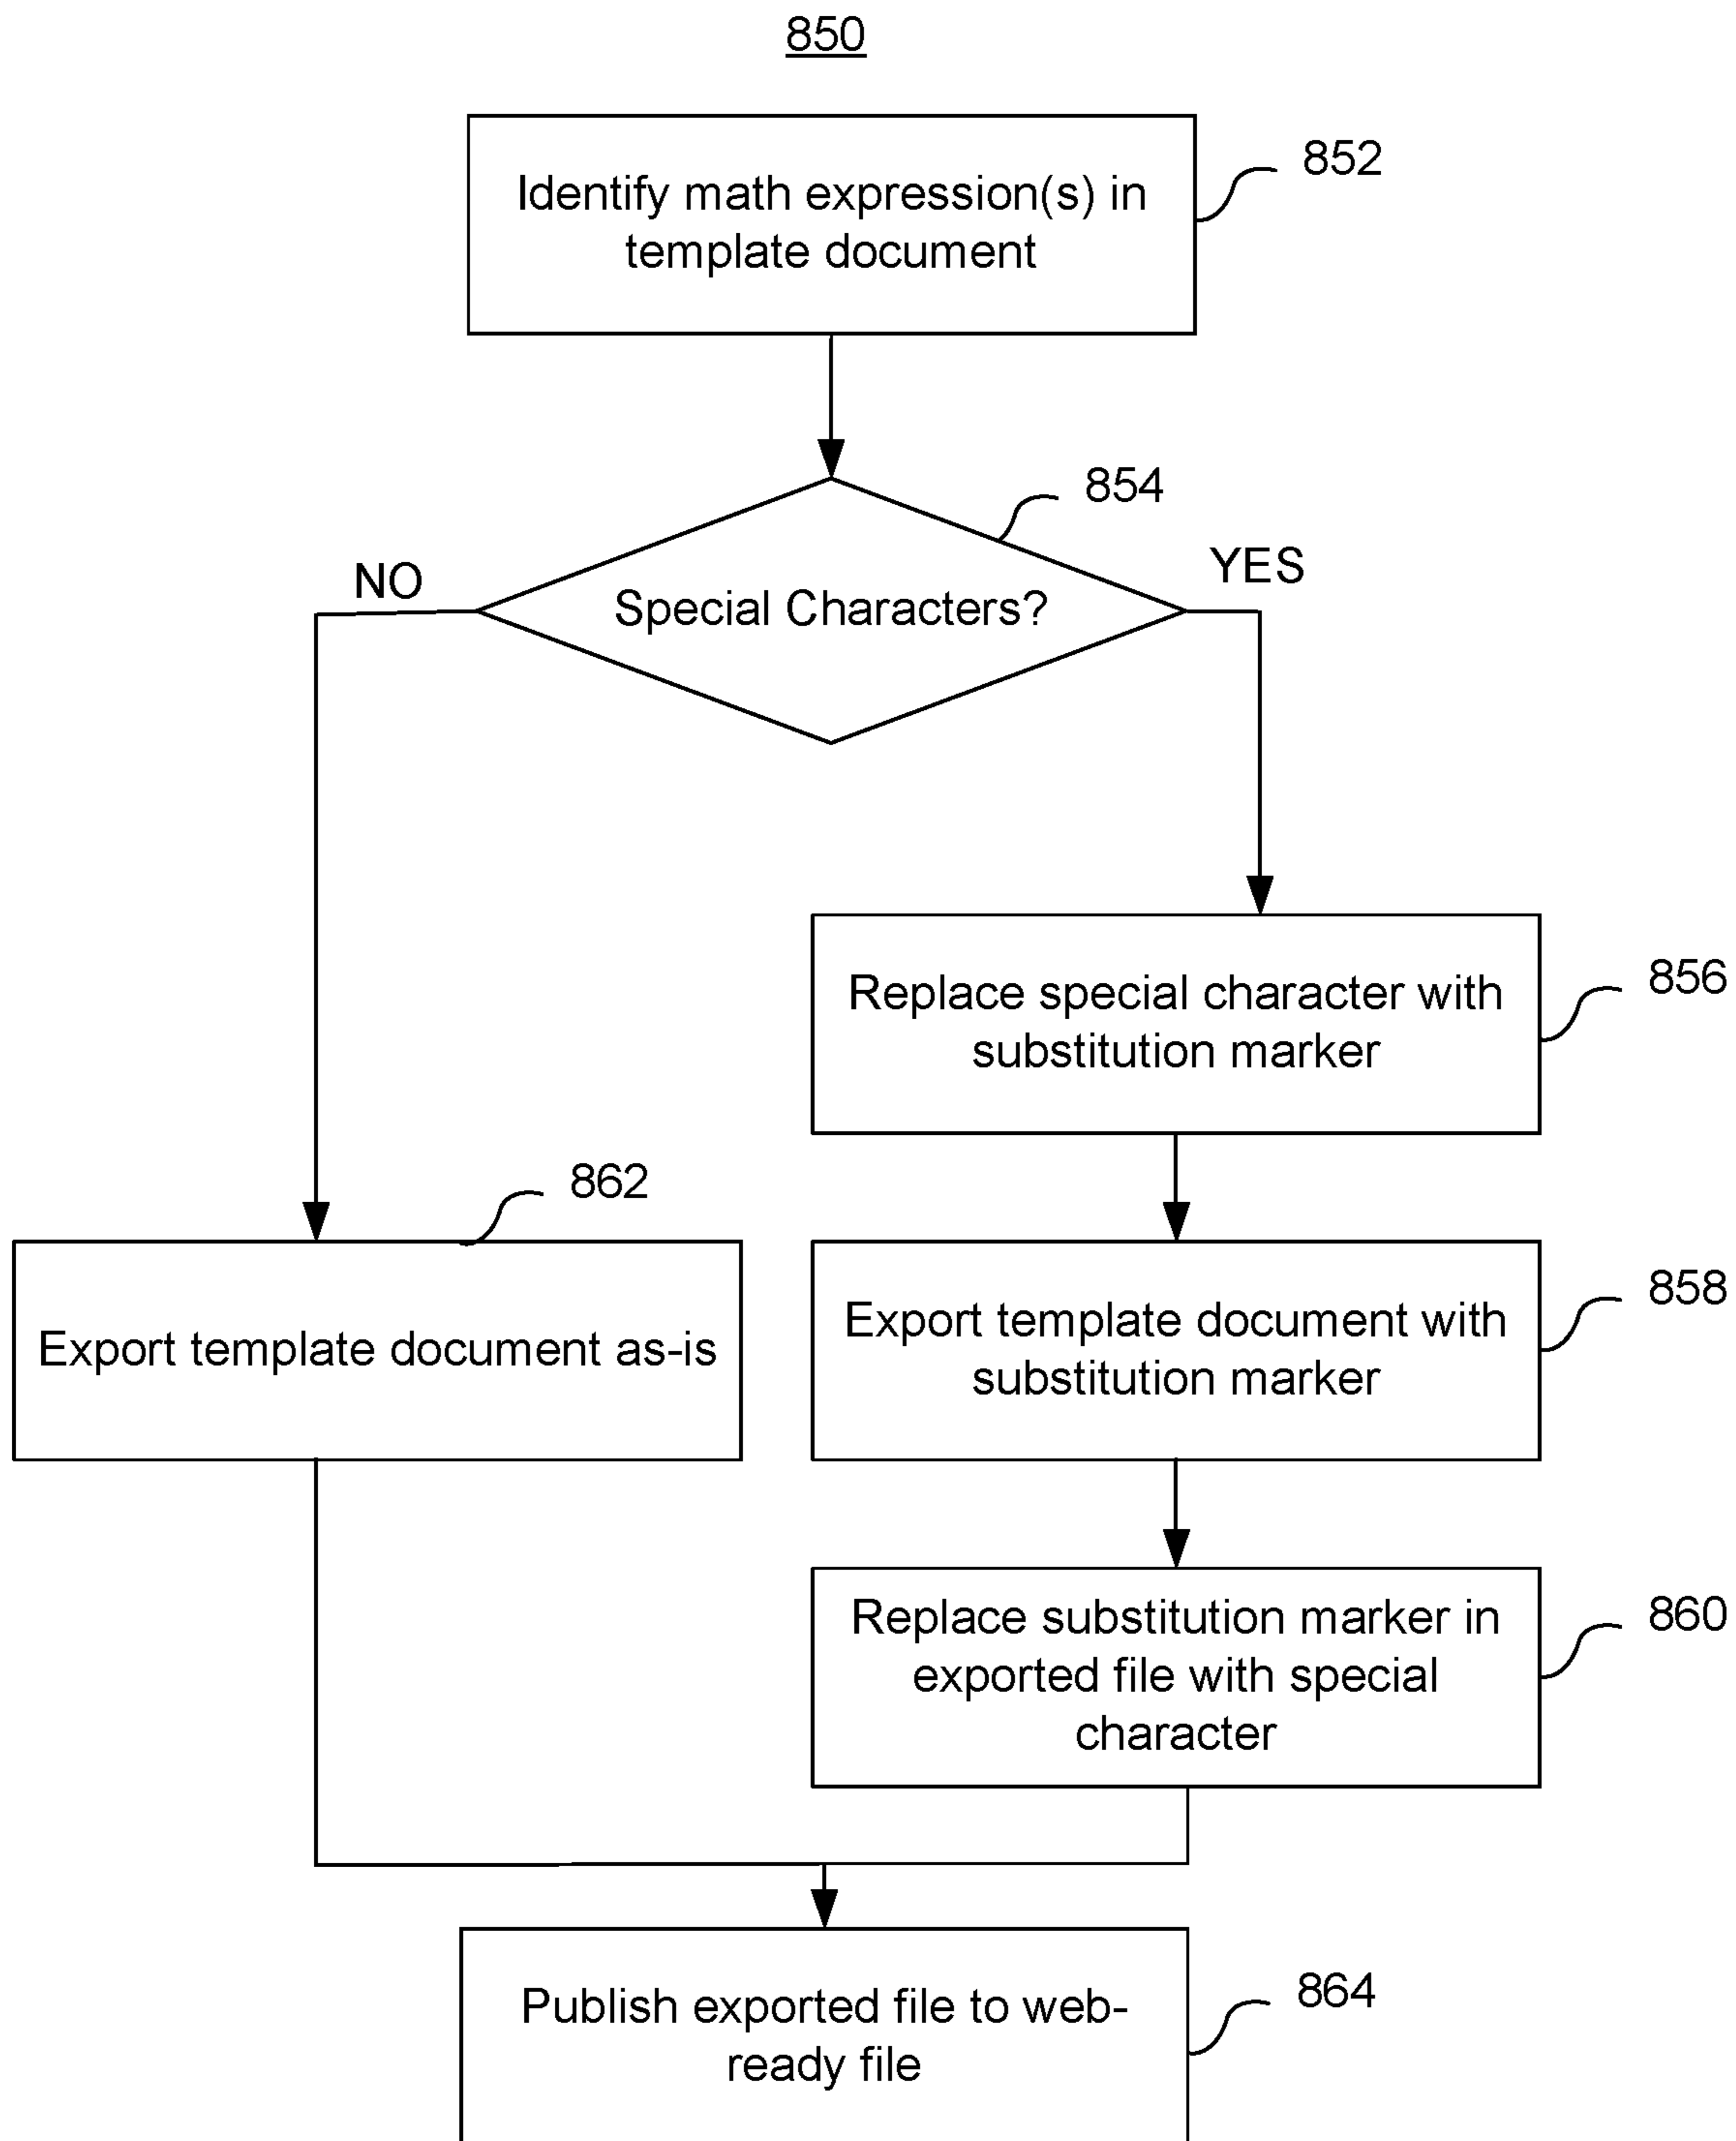 850
Identify math expression(s) in
template document
852
854
NO
YES
Special Characters?
Replace special character with
substitution marker
856
862
Export template document as-is
Export template document with
substitution marker
858
Replace substitution marker in
exported file with special
character
860
Publish exported file to web-
ready file
864